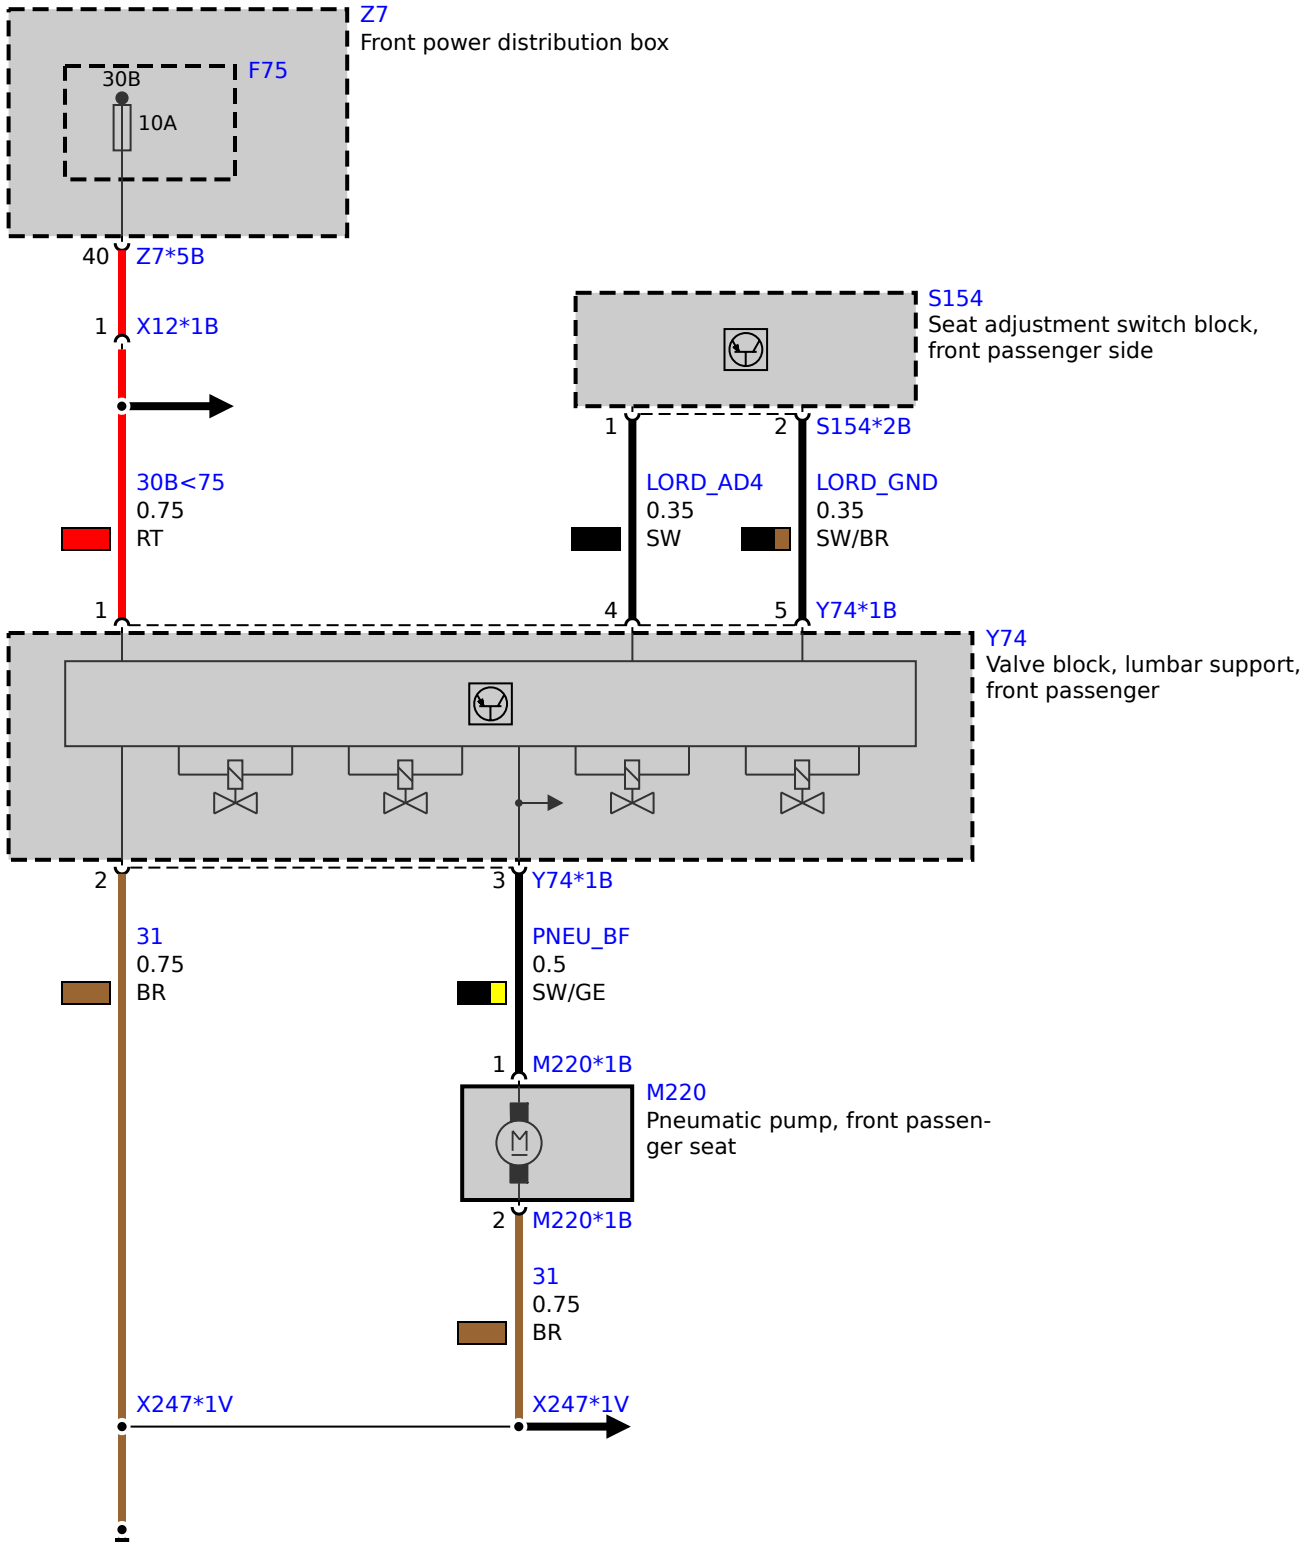 Z7
Front power distribution box
F75
30B
10A
40
Z7*5B
1
X12*1B
S154
Seat adjustment switch block,
front passenger side
1
2
S154*2B
30B<75
0.75
RT
LORD_AD4
0.35
SW
LORD_GND
0.35
SW/BR
1
4
5
Y74*1B
Y74
Valve block, lumbar support,
front passenger
2
3
Y74*1B
31
0.75
BR
PNEU_BF
0.5
SW/GE
1
M220*1B
M220
Pneumatic pump, front passen-
ger seat
M
2
M220*1B
31
0.75
BR
X247*1V
X247*1V